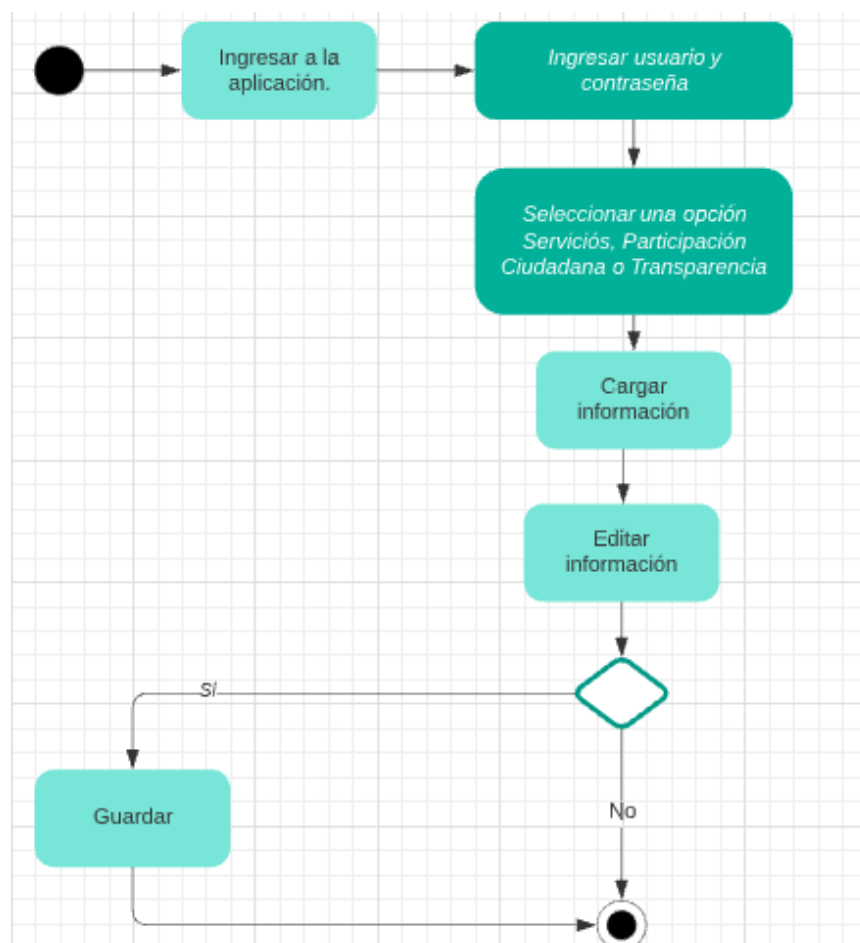 Ingresar a la
aplicación.
Ingresar usuario y
contraseña
Seleccionar una opción
Serviciós, Participación
Ciudadana o Transparencia
Cargar
información
Editar
información
Si
Guardar
No